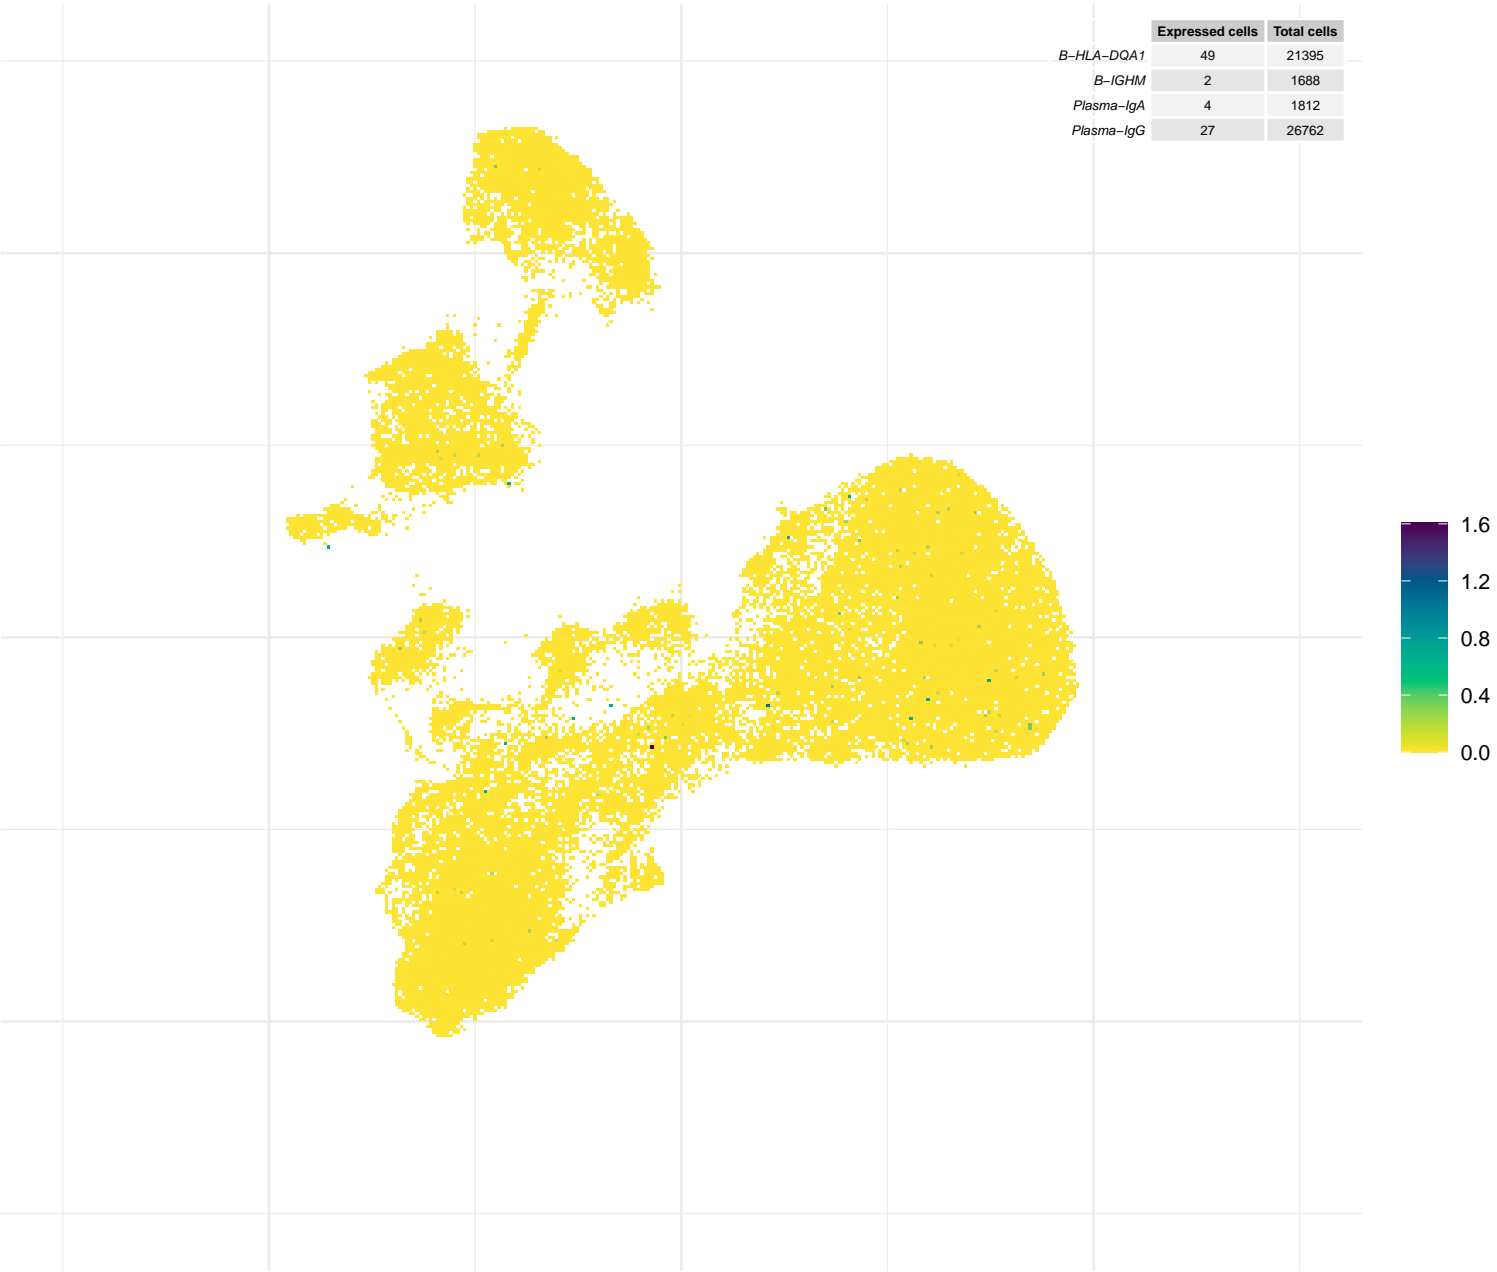 Expressed cells Total cells
B−HLA−DQA1 49 21395
B−IGHM 2 1688
Plasma−IgA 4 1812
Plasma−IgG 27 26762
1.6
1.2
0.8
0.4
0.0